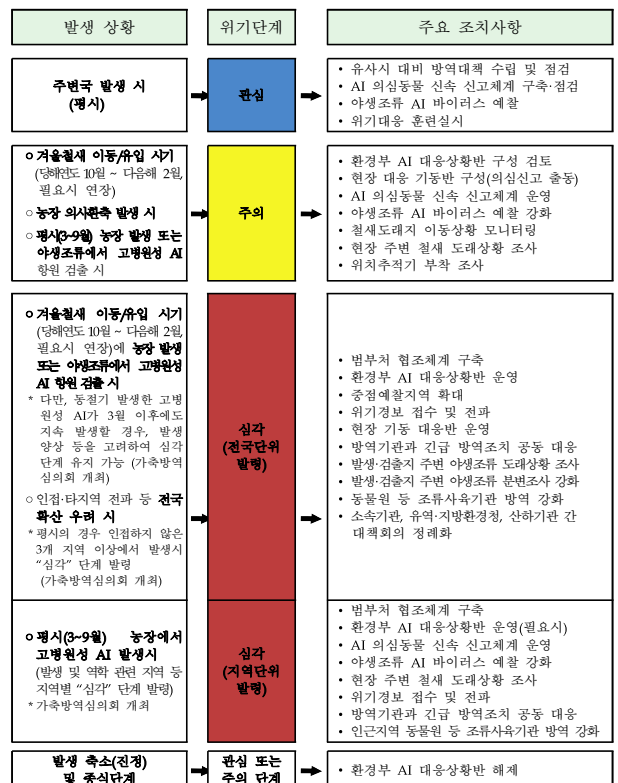 발생 상황
위기단계
주요 조치사항
주변국 발생 시
(평시)
관심
• 유사시 대비 방역대책 수립 및 점검
• AI 의심동물 신속 신고체계 구축·점검
• 야생조류 AI 바이러스 예찰
• 위기대응 훈련실시
ㅇ 겨울철새 이동/유입 시기
(당해연도 10월 ~ 다음해 2월,
필요시 연장)
ㅇ 농장 의사환축 발생 시
ㅇ 평시(3~9월) 농장 발생 또는
야생조류에서 고병원성 AI
항원 검출 시
주의
• 환경부 AI 대응상황반 구성 검토
• 현장 대응 기동반 구성(의심신고 출동)
• AI 의심동물 신속 신고체계 운영
• 야생조류 AI 바이러스 예찰 강화
• 철새도래지 이동상황 모니터링
• 현장 주변 철새 도래상황 조사
• 위치추적기 부착 조사
ㅇ 겨울철새 이동/유입 시기
(당해연도 10월 ~ 다음해 2월,
필요시 연장)에 농장 발생
또는 야생조류에서 고병원성
AI 항원 검출 시
* 다만, 동절기 발생한 고병
원성 AI가 3월 이후에도
지속 발생할 경우, 발생
양상 등을 고려하여 심각
단계 유지 가능 (가축방역
심의회 개최)
ㅇ 인접·타지역 전파 등 전국
확산 우려 시
* 평시의 경우 인접하지 않은
3개 지역 이상에서 발생시
“심각” 단계 발령
(가축방역심의회 개최)
심각
(전국단위
발령)
• 범부처 협조체계 구축
• 환경부 AI 대응상황반 운영
• 중점예찰지역 확대
• 위기경보 접수 및 전파
• 현장 기동 대응반 운영
• 방역기관과 긴급 방역조치 공동 대응
• 발생·검출지 주변 야생조류 도래상황 조사
• 발생·검출지 주변 야생조류 분변조사 강화
• 동물원 등 조류사육기관 방역 강화
• 소속기관, 유역·지방환경청, 산하기관 간
대책회의 정례화
ㅇ 평시(3~9월) 농장에서
고병원성 AI 발생시
(발생 및 역학 관련 지역 등
지역별 “심각” 단계 발령)
* 가축방역심의회 개최
심각
(지역단위
발령)
• 범부처 협조체계 구축
• 환경부 AI 대응상황반 운영(필요시)
• AI 의심동물 신속 신고체계 운영
• 야생조류 AI 바이러스 예찰 강화
• 현장 주변 철새 도래상황 조사
• 위기경보 접수 및 전파
• 방역기관과 긴급 방역조치 공동 대응
• 인근지역 동물원 등 조류사육기관 방역 강화
발생 축소(진정)
및 종식단계
관심 또는
주의 단계
• 환경부 AI 대응상황반 해제